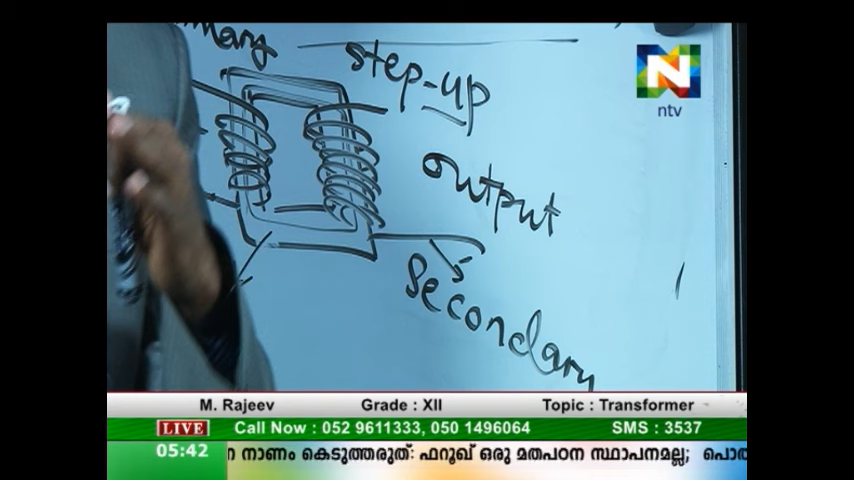 step-up
output
Secondary
N
ntv
M. Rajeev Grade : XII Topic : Transformer
LIVE Call Now : 052 9611333, 050 1496064 SMS : 3537
05:42 നാണം കെടുത്തരുത്: ഫറൂഖ് ഒരു മതപഠന സ്ഥാപനമല്ല;